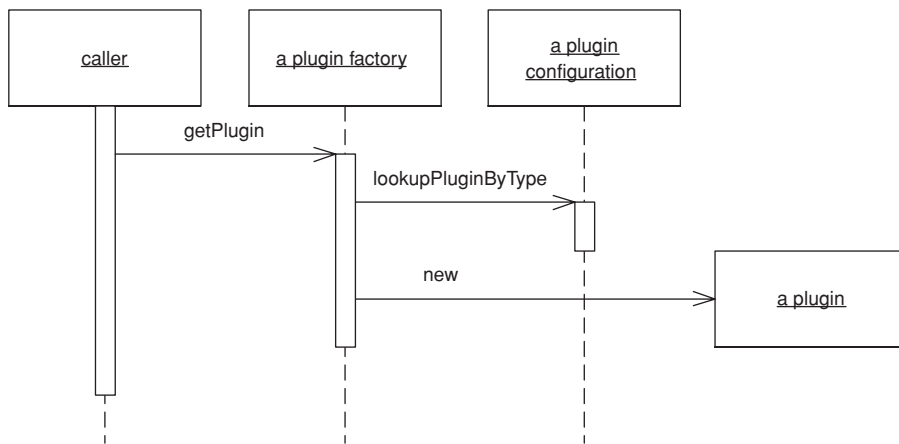 caller
a plugin factory
a plugin
configuration
getPlugin
lookupPluginByType
new
a plugin